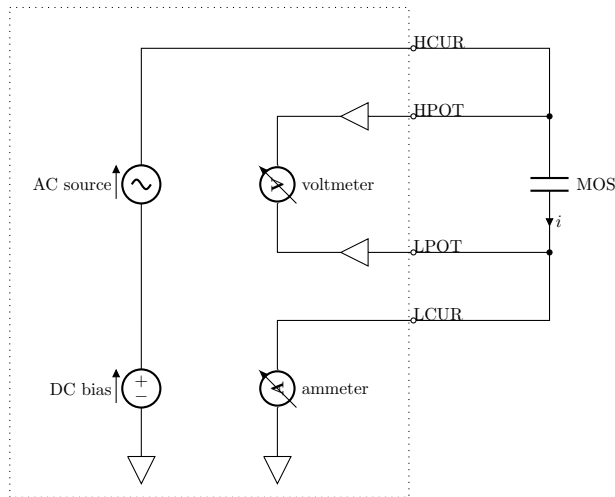 HCUR
HPOT
AC source
V
voltmeter
MOS
i
LPOT
LCUR
DC bias
+
−
A
ammeter